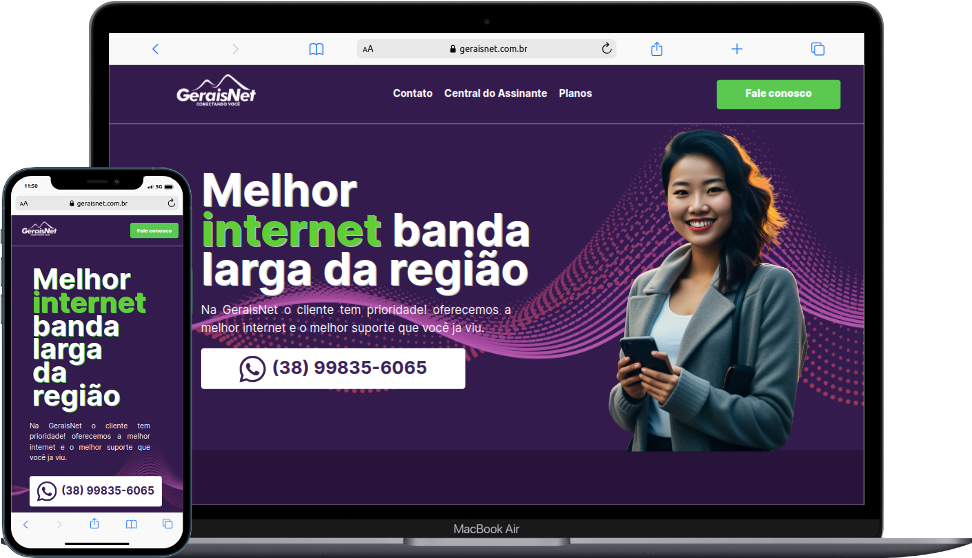 AA geraisnet.com.br
GeraisNet
CONECTANDO VOCÊ
Contato Central do Assinante Planos
Fale conosco
Melhor
internet banda
larga da região
Na GeraisNet o cliente tem prioridade! oferecemos a
melhor internet e o melhor suporte que você ja viu.
(38) 99835-6065
MacBook Air
11:50 5G
AA geraisnet.com.br
GeraisNet
Fale conosco
Melhor
internet
banda
larga
da
região
Na GeraisNet o cliente tem
prioridade! oferecemos a melhor
internet e o melhor suporte que
você ja viu.
(38) 99835-6065